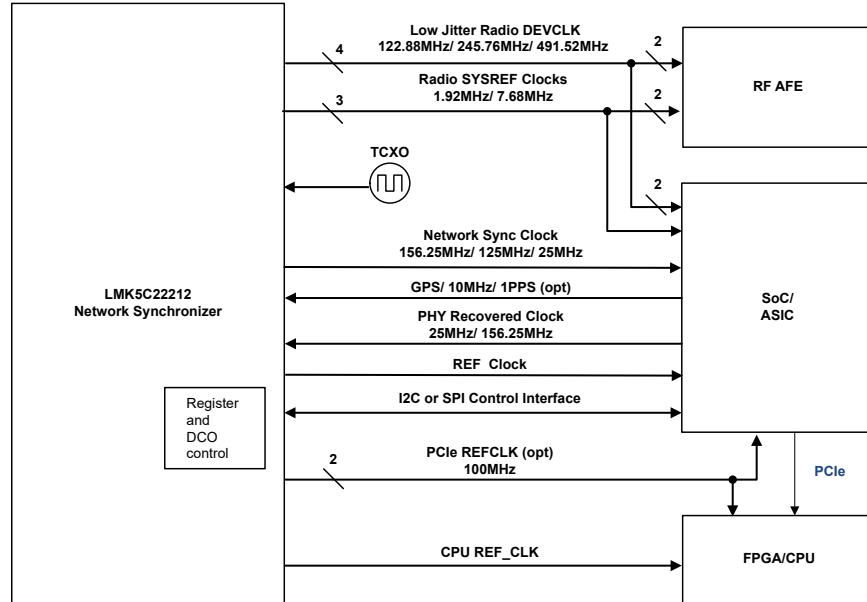 Low Jitter Radio DEVCLK
122.88MHz/ 245.76MHz/ 491.52MHz
4
2
Radio SYSREF Clocks
1.92MHz/ 7.68MHz
3
2
RF AFE
TCXO
2
Network Sync Clock
156.25MHz/ 125MHz/ 25MHz
LMK5C22212
Network Synchronizer
GPS/ 10MHz/ 1PPS (opt)
SoC/
ASIC
PHY Recovered Clock
25MHz/ 156.25MHz
REF Clock
I2C or SPI Control Interface
Register
and
DCO
control
PCIe REFCLK (opt)
100MHz
2
PCIe
CPU REF_CLK
FPGA/CPU